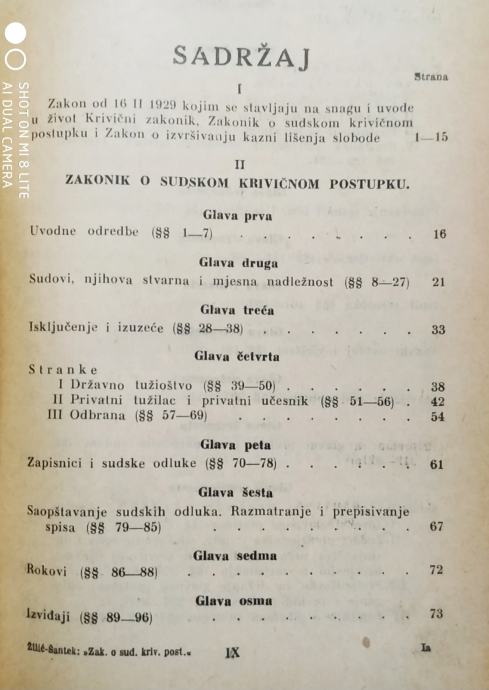 SADRŽAJ
Strana
I
Zakon od 16 II 1929 kojim se stavljaju na snagu i uvode
u život Krivični zakonik, Zakonik o sudskom krivičnom
postupku i Zakon o izvršivanju kazni lišenja slobode 1—15
II
ZAKONIK O SUDSKOM KRIVIČNOM POSTUPKU.
Glava prva
Uvodne odredbe (§§ 1—7) . . . . . . . 16
Glava druga
Sudovi, njihova stvarna i mjesna nadležnost (§§ 8—27) 21
Glava treća
Isključenje i izuzeće (§§ 28—38) . . . . . . 33
Glava četvrta
Stranke
I Državno tužioštvo (§§ 39—50) . . . . . 38
II Privatni tužilac i privatni učesnik (§§ 51—56) . 42
III Odbrana (§§ 57—69) . . . . . . . 54
Glava peta
Zapisnici i sudske odluke (§§ 70—78) . . . . . 61
Glava šesta
Saopštavanje sudskih odluka. Razmatranje i prepisivanje
spisa (§§ 79—85) . . . . . . . . 67
Glava sedma
Rokovi (§§ 86—88) . . . . . . . . . 72
Glava osma
Izviđaji (§§ 89—96) . . . . . . . . 73
Žilić-Šantek: »Zak. o sud. kriv. post.« IX Ia
SHOT ON MI 8 LITE
AI DUAL CAMERA